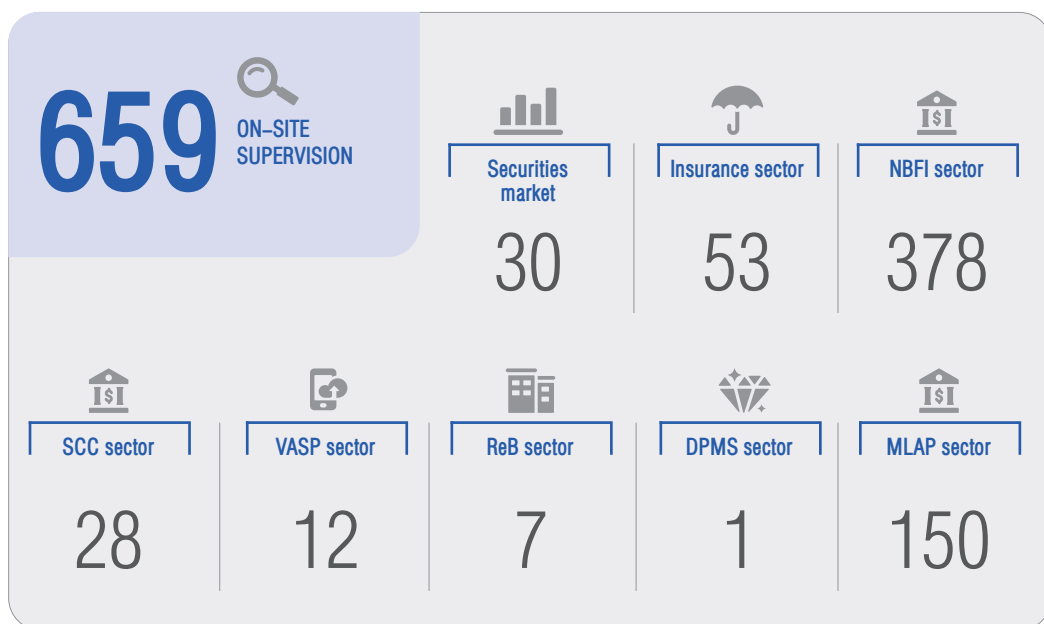 659
ON–SITE
SUPERVISION
Securities
market
30
Insurance sector
53
NBFI sector
378
SCC sector
28
VASP sector
12
ReB sector
7
DPMS sector
1
MLAP sector
150